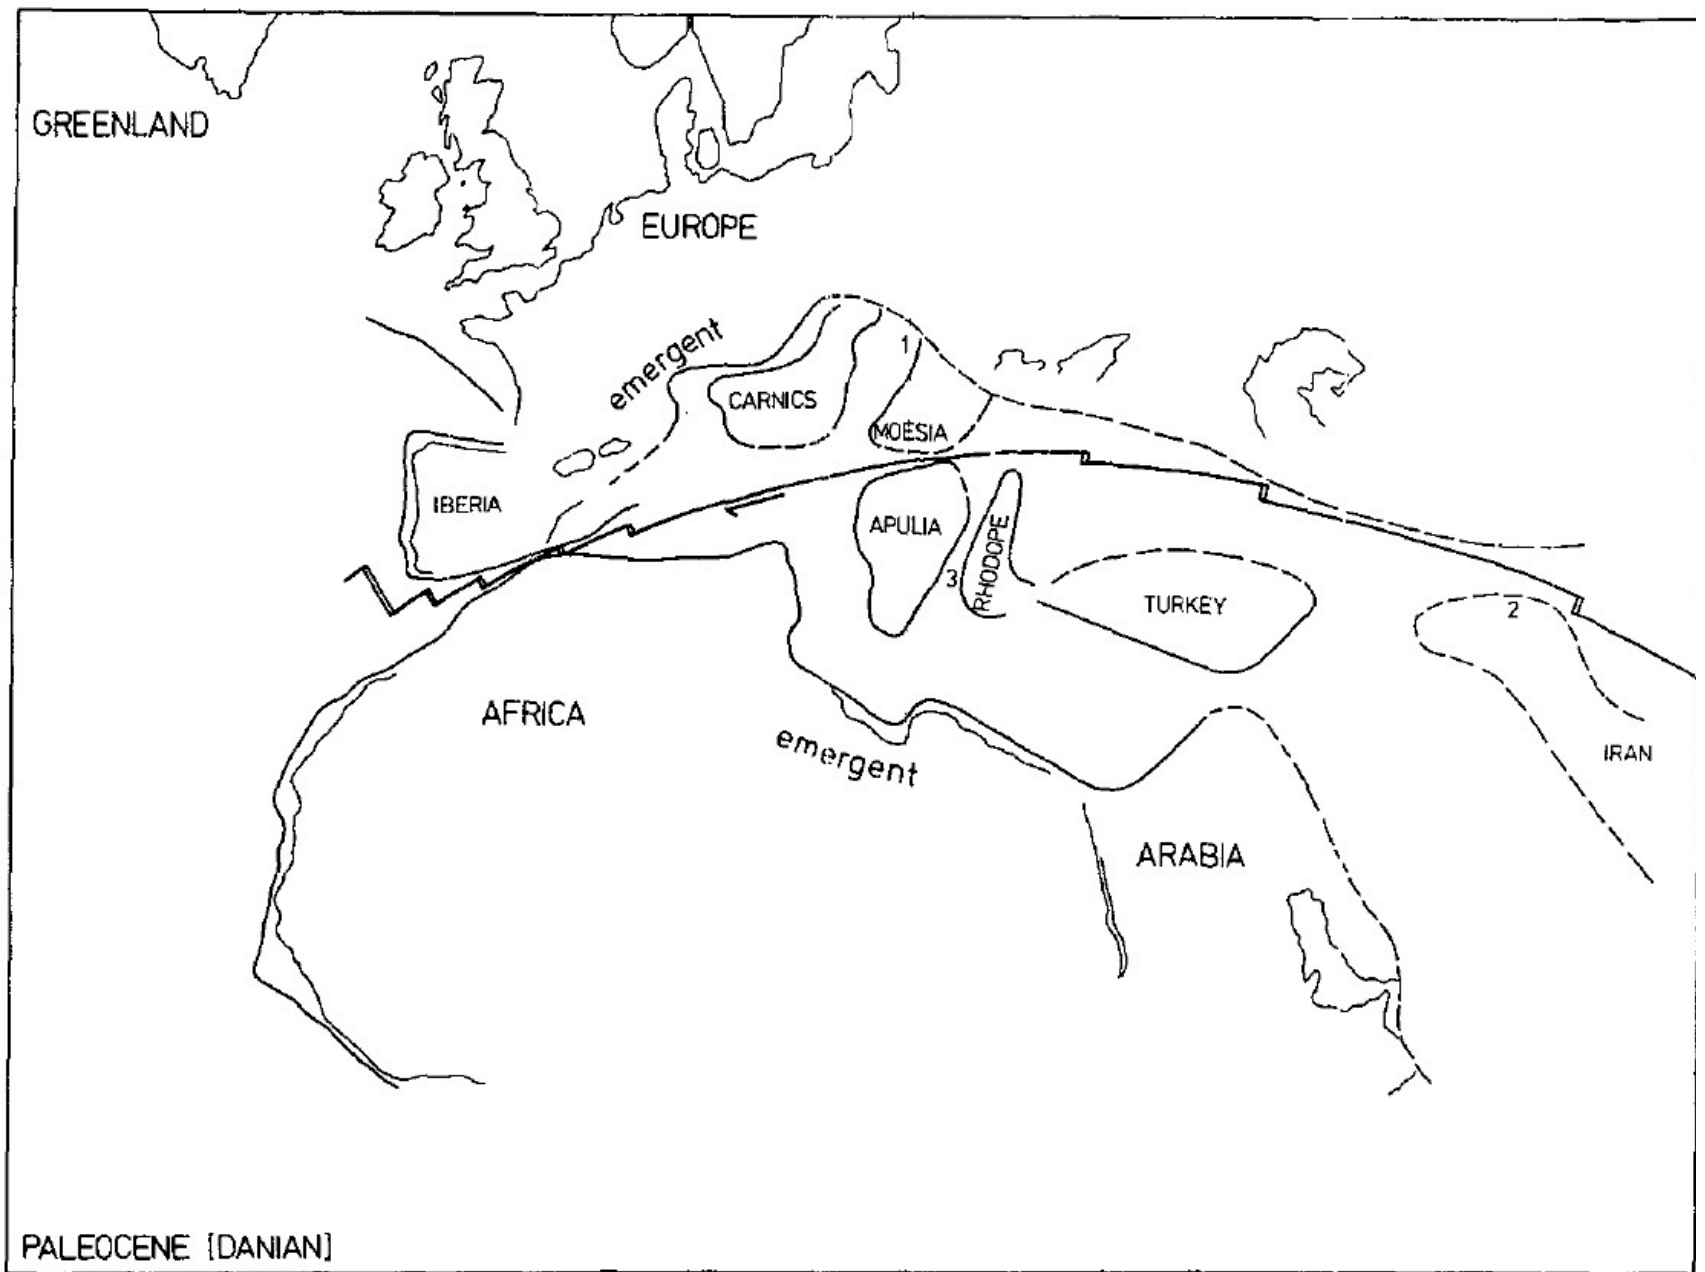 GREENLAND
EUROPE
emergent
1
CARNICS
MOESIA
IBERIA
APULIA
RHODOPE
3
TURKEY
2
AFRICA
emergent
IRAN
ARABIA
PALEOCENE [DANIAN]